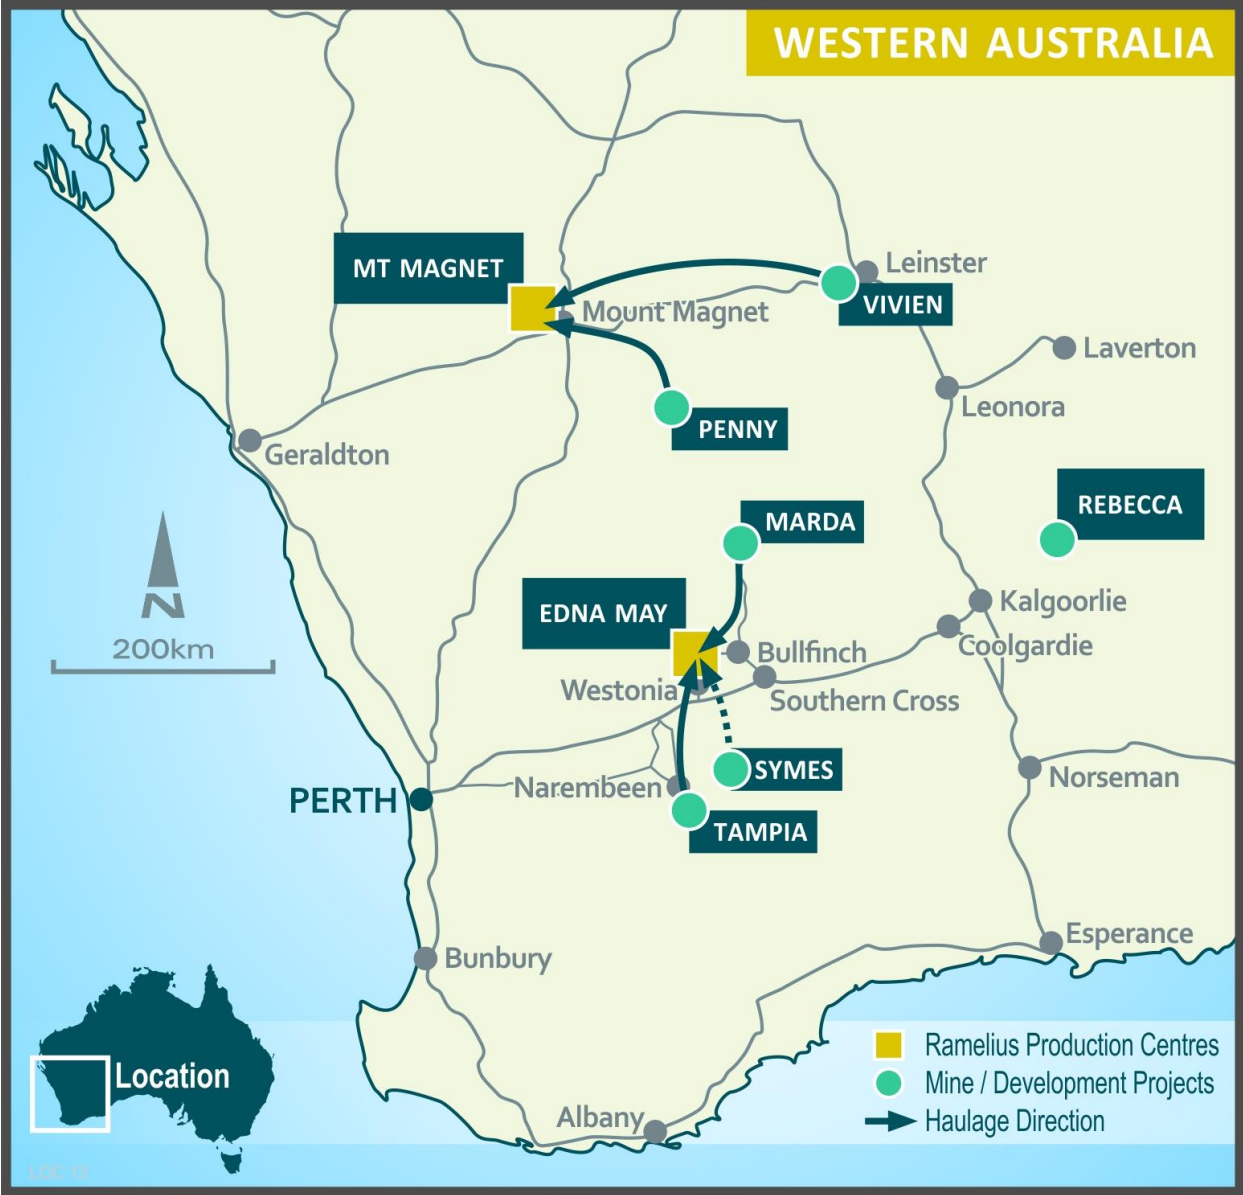 WESTERN AUSTRALIA
MT MAGNET
Leinster
VIVIEN
Mount Magnet
Laverton
Leonora
PENNY
Geraldton
REBECCA
MARDA
N
200km
EDNA MAY
Kalgoorlie
Coolgardie
Bullfinch
Westonia
Southern Cross
SYMES
Norseman
Narembeen
PERTH
TAMPIA
Esperance
Bunbury
Location
Ramelius Production Centres
Mine / Development Projects
Haulage Direction
Albany